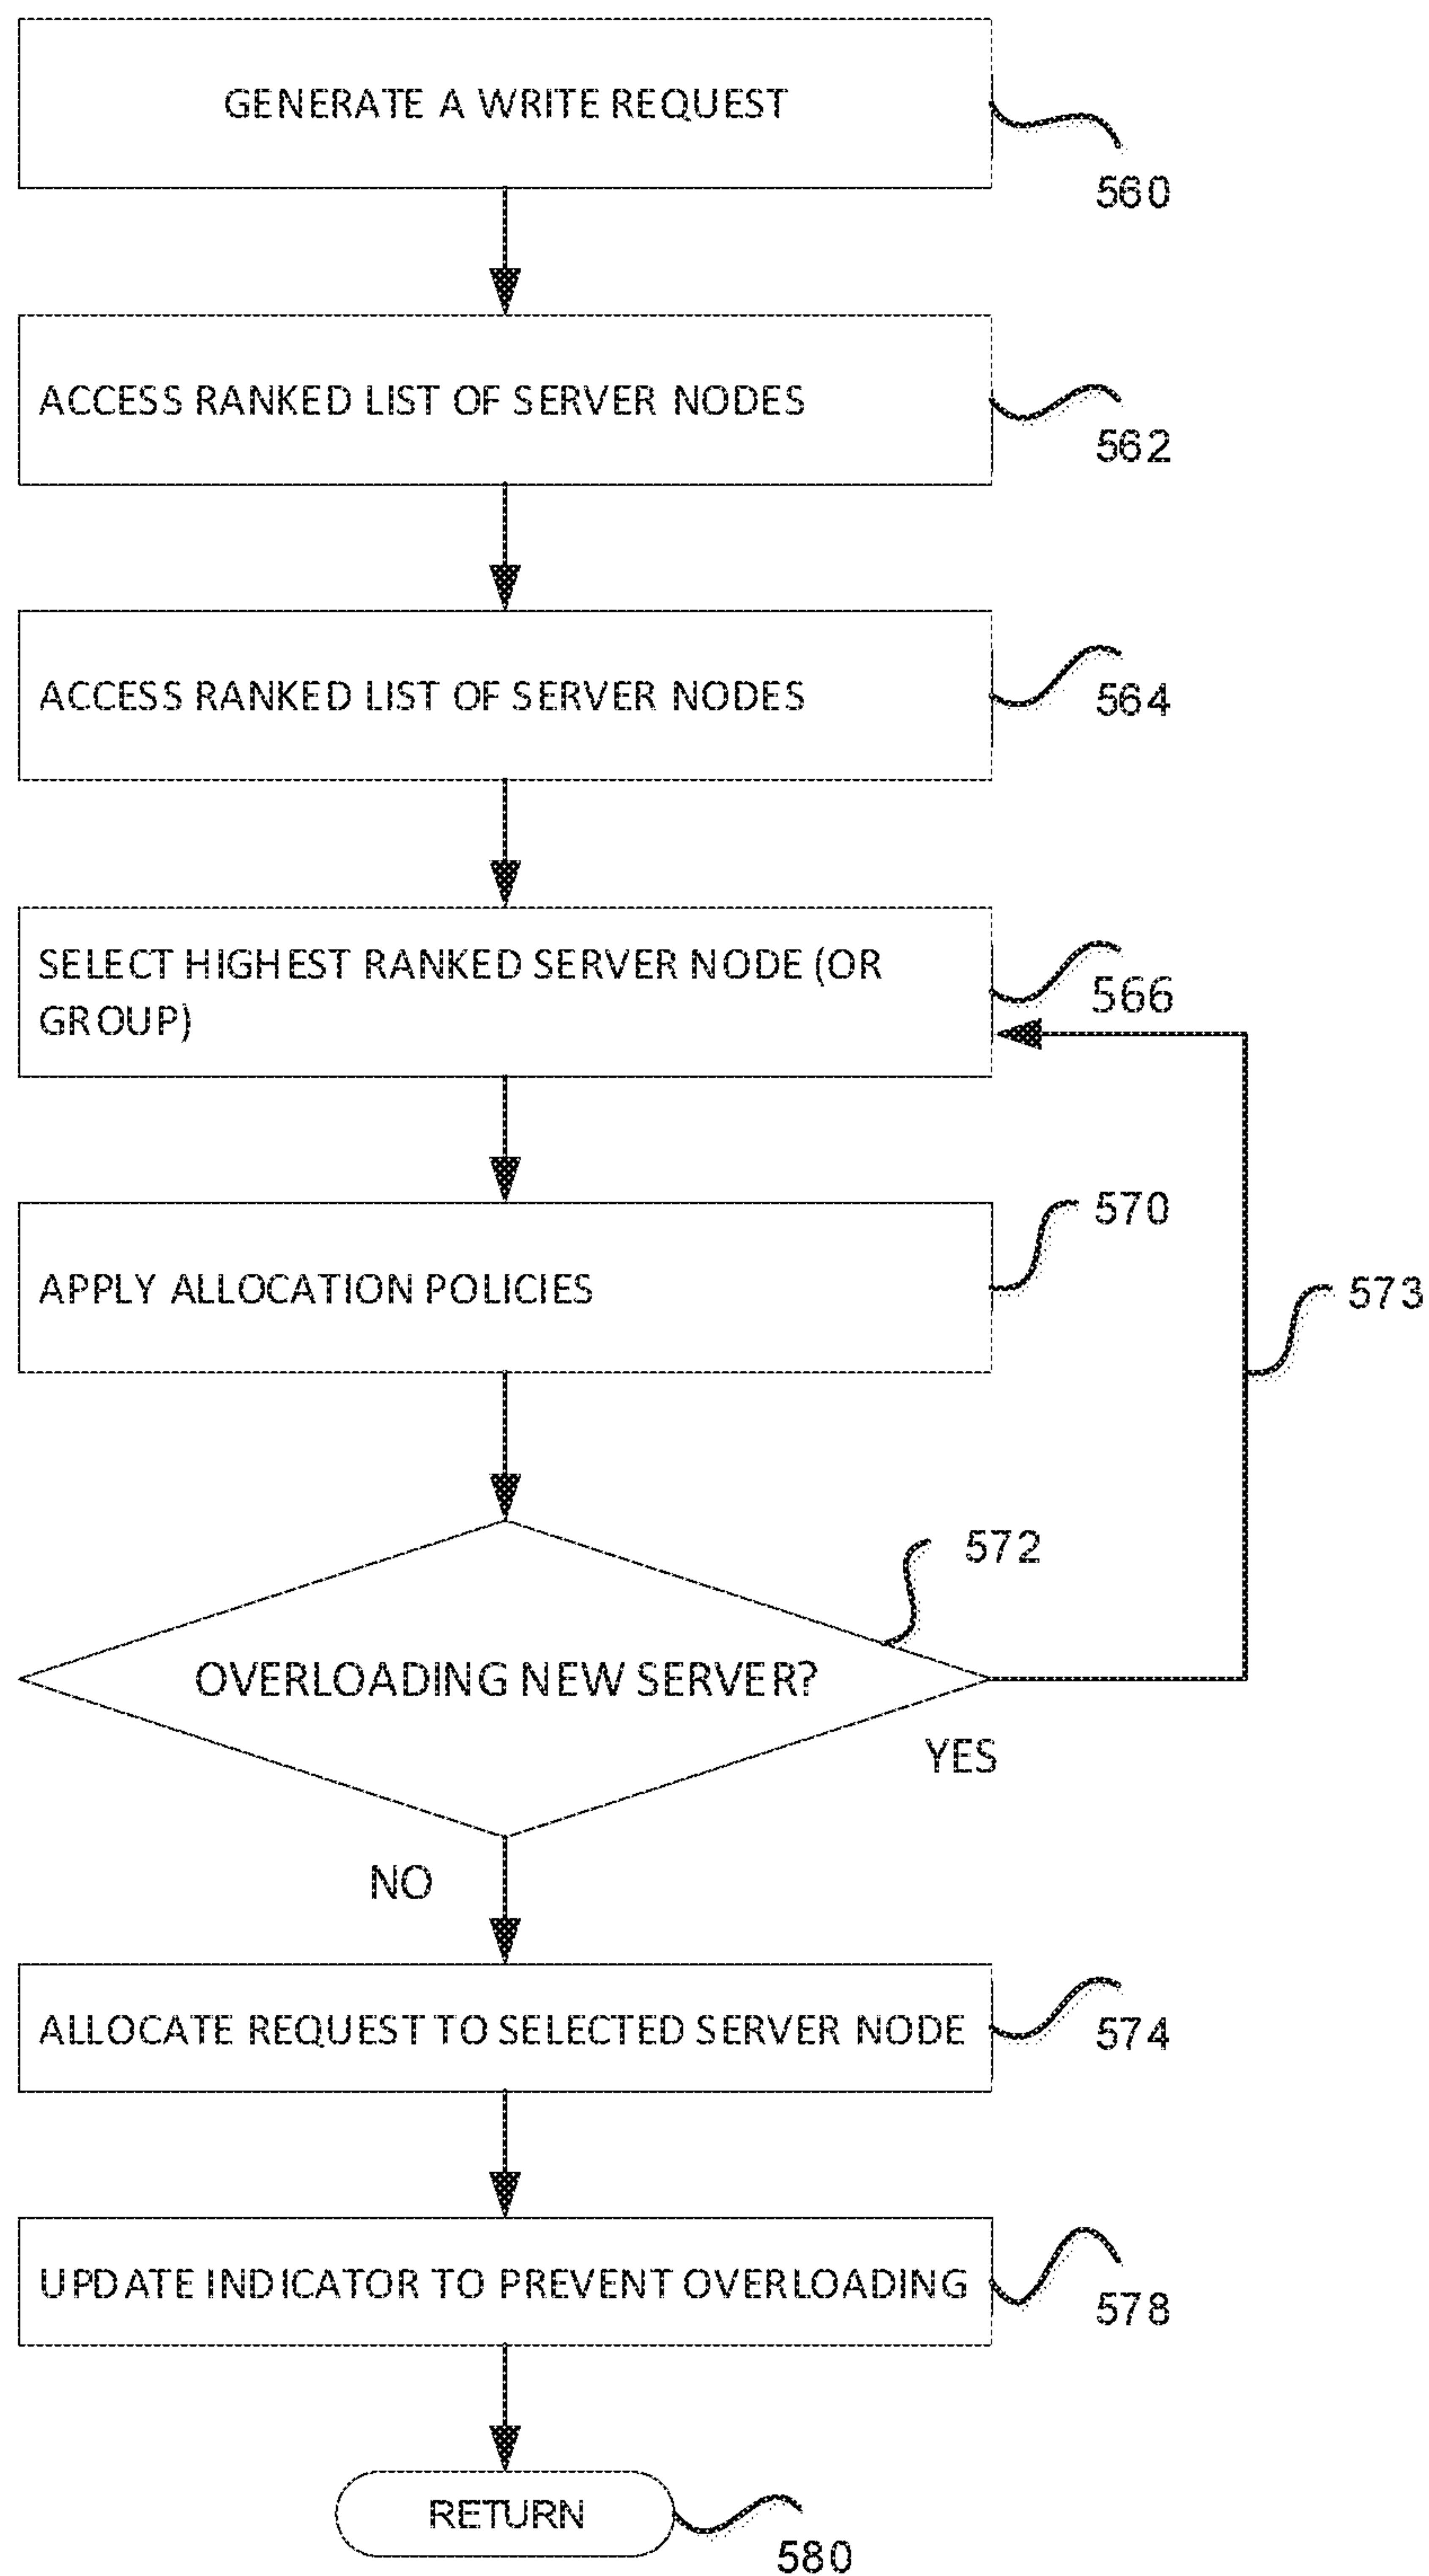 GENERATE A WRITE REQUEST
560
ACCESS RANKED LIST OF SERVER NODES
562
ACCESS RANKED LIST OF SERVER NODES
564
SELECT HIGHEST RANKED SERVER NODE (OR
GROUP)
566
APPLY ALLOCATION POLICIES
570
573
572
OVERLOADING NEW SERVER?
YES
NO
ALLOCATE REQUEST TO SELECTED SERVER NODE
574
UPDATE INDICATOR TO PREVENT OVERLOADING
578
RETURN
580